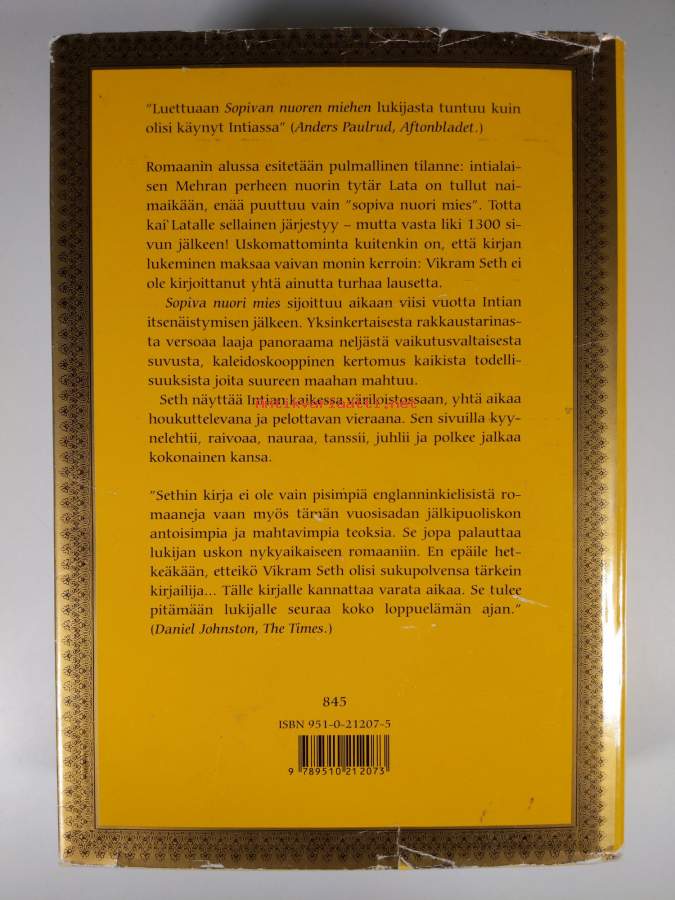 "Luettuaan Sopivan nuoren miehen lukijasta tuntuu kuin
olisi käynyt Intiassa" (Anders Paulrud, Aftonbladet.)
Romaanin alussa esitetään pulmallinen tilanne: intialai-
sen Mehran perheen nuorin tytär Lata on tullut nai-
maikään, enää puuttuu vain "sopiva nuori mies". Totta
kai Latalle sellainen järjestyy – mutta vasta liki 1300 si-
vun jälkeen! Uskomattominta kuitenkin on, että kirjan
lukeminen maksaa vaivan monin kerroin: Vikram Seth ei
ole kirjoittanut yhtä ainutta turhaa lausetta.
Sopiva nuori mies sijoittuu aikaan viisi vuotta Intian
itsenäistymisen jälkeen. Yksinkertaisesta rakkaustarinas-
ta versoaa laaja panoraama neljästä vaikutusvaltaisesta
suvusta, kaleidoskooppinen kertomus kaikista todelli-
suuksista joita suureen maahan mahtuu.
Seth näyttää Intian kaikessa väriloistossaan, yhtä aikaa
antikvariaatti.net
houkuttelevana ja pelottavan vieraana. Sen sivuilla kyy-
nelehtii, raivoaa, nauraa, tanssii, juhlii ja polkee jalkaa
kokonainen kansa.
"Sethin kirja ei ole vain pisimpiä englanninkielisistä ro-
maaneja vaan myös tämän vuosisadan jälkipuoliskon
antoisimpia ja mahtavimpia teoksia. Se jopa palauttaa
lukijan uskon nykyaikaiseen romaaniin. En epäile het-
keäkään, etteikö Vikram Seth olisi sukupolvensa tärkein
kirjailija... Tälle kirjalle kannattaa varata aikaa. Se tulee
pitämään lukijalle seuraa koko loppuelämän ajan."
(Daniel Johnston, The Times.)
845
ISBN 951-0-21207-5
9 789510 212073